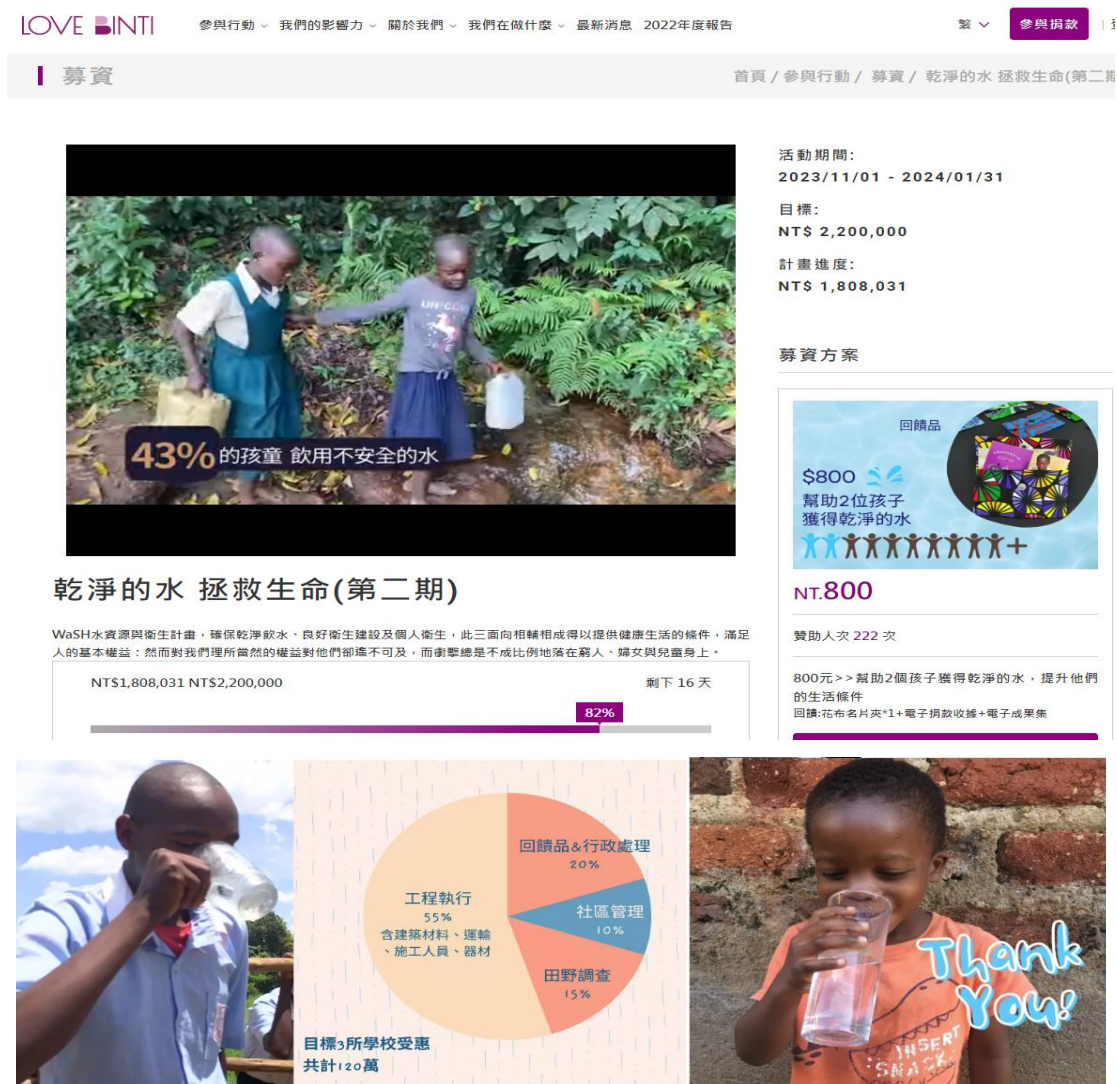 LOVE BINTI
參與行動 我們的影響力 關於我們 我們在做什麼 最新消息 2022年度報告
繁
參與捐款
募資
首頁 / 參與行動 / 募資 / 乾淨的水 拯救生命(第二期
UNICORN
43%的孩童 飲用不安全的水
活動期間:
2023/11/01 - 2024/01/31
目標:
NT$ 2,200,000
計畫進度:
NT$ 1,808,031
募資方案
回饋品
$800
幫助2位孩子
獲得乾淨的水
+
NT.800
贊助人次 222 次
800元>>幫助2個孩子獲得乾淨的水,提升他們
的生活條件
回饋:花布名片夾*1+電子捐款收據+電子成果集
乾淨的水 拯救生命(第二期)
WaSH水資源與衛生計畫,確保乾淨飲水、良好衛生建設及個人衛生,此三面向相輔相成得以提供健康生活的條件,滿足
人的基本權益;然而對我們理所當然的權益對他們卻遙不可及,而衝擊總是不成比例地落在窮人、婦女與兒童身上。
NT$1,808,031 NT$2,200,000
剩下 16 天
82%
回饋品&行政處理
20%
社區管理
10%
田野調查
15%
工程執行
55%
含建築材料、運輸
、施工人員、器材
目標3所學校受惠
共計120萬
Thank
You!
INSERT
SNACK